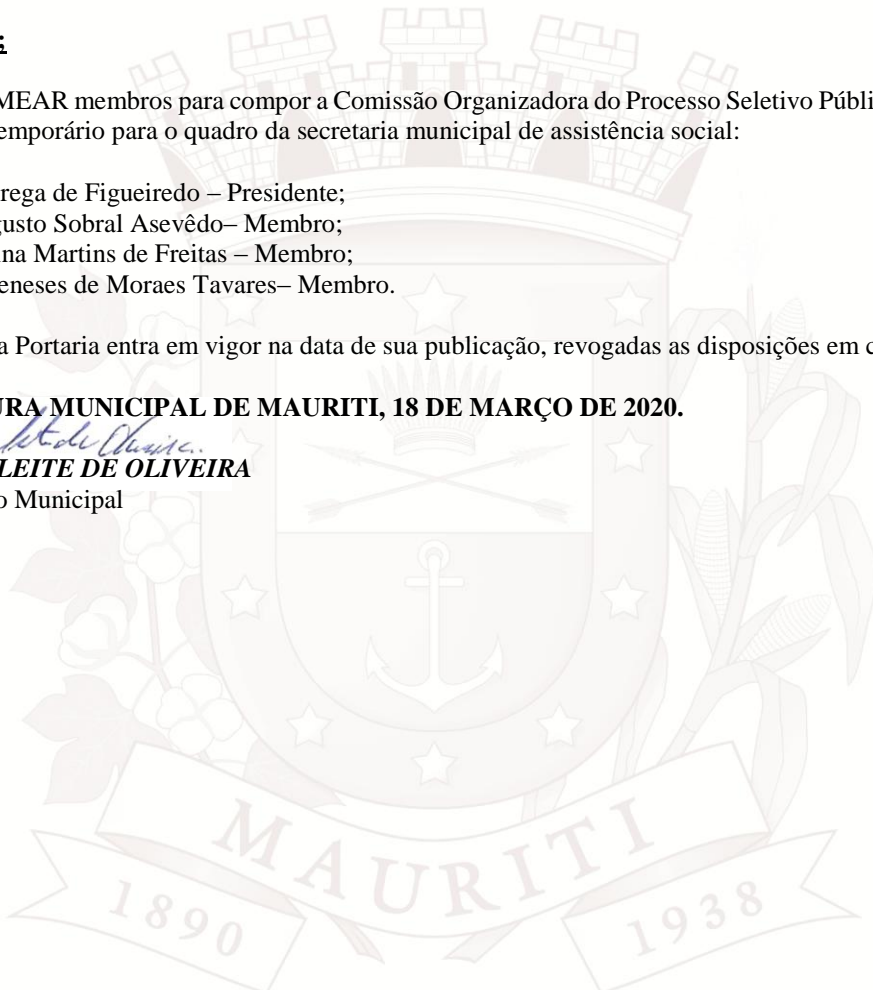 MEAR membros para compor a Comissão Organizadora do Processo Seletivo Públi
emporário para o quadro da secretaria municipal de assistência social:
rega de Figueiredo – Presidente;
gusto Sobral Asevêdo– Membro;
na Martins de Freitas – Membro;
eneses de Moraes Tavares– Membro.
a Portaria entra em vigor na data de sua publicação, revogadas as disposições em c
URA MUNICIPAL DE MAURITI, 18 DE MARÇO DE 2020.
LEITE DE OLIVEIRA
o Municipal
MAURITI
1890
1938